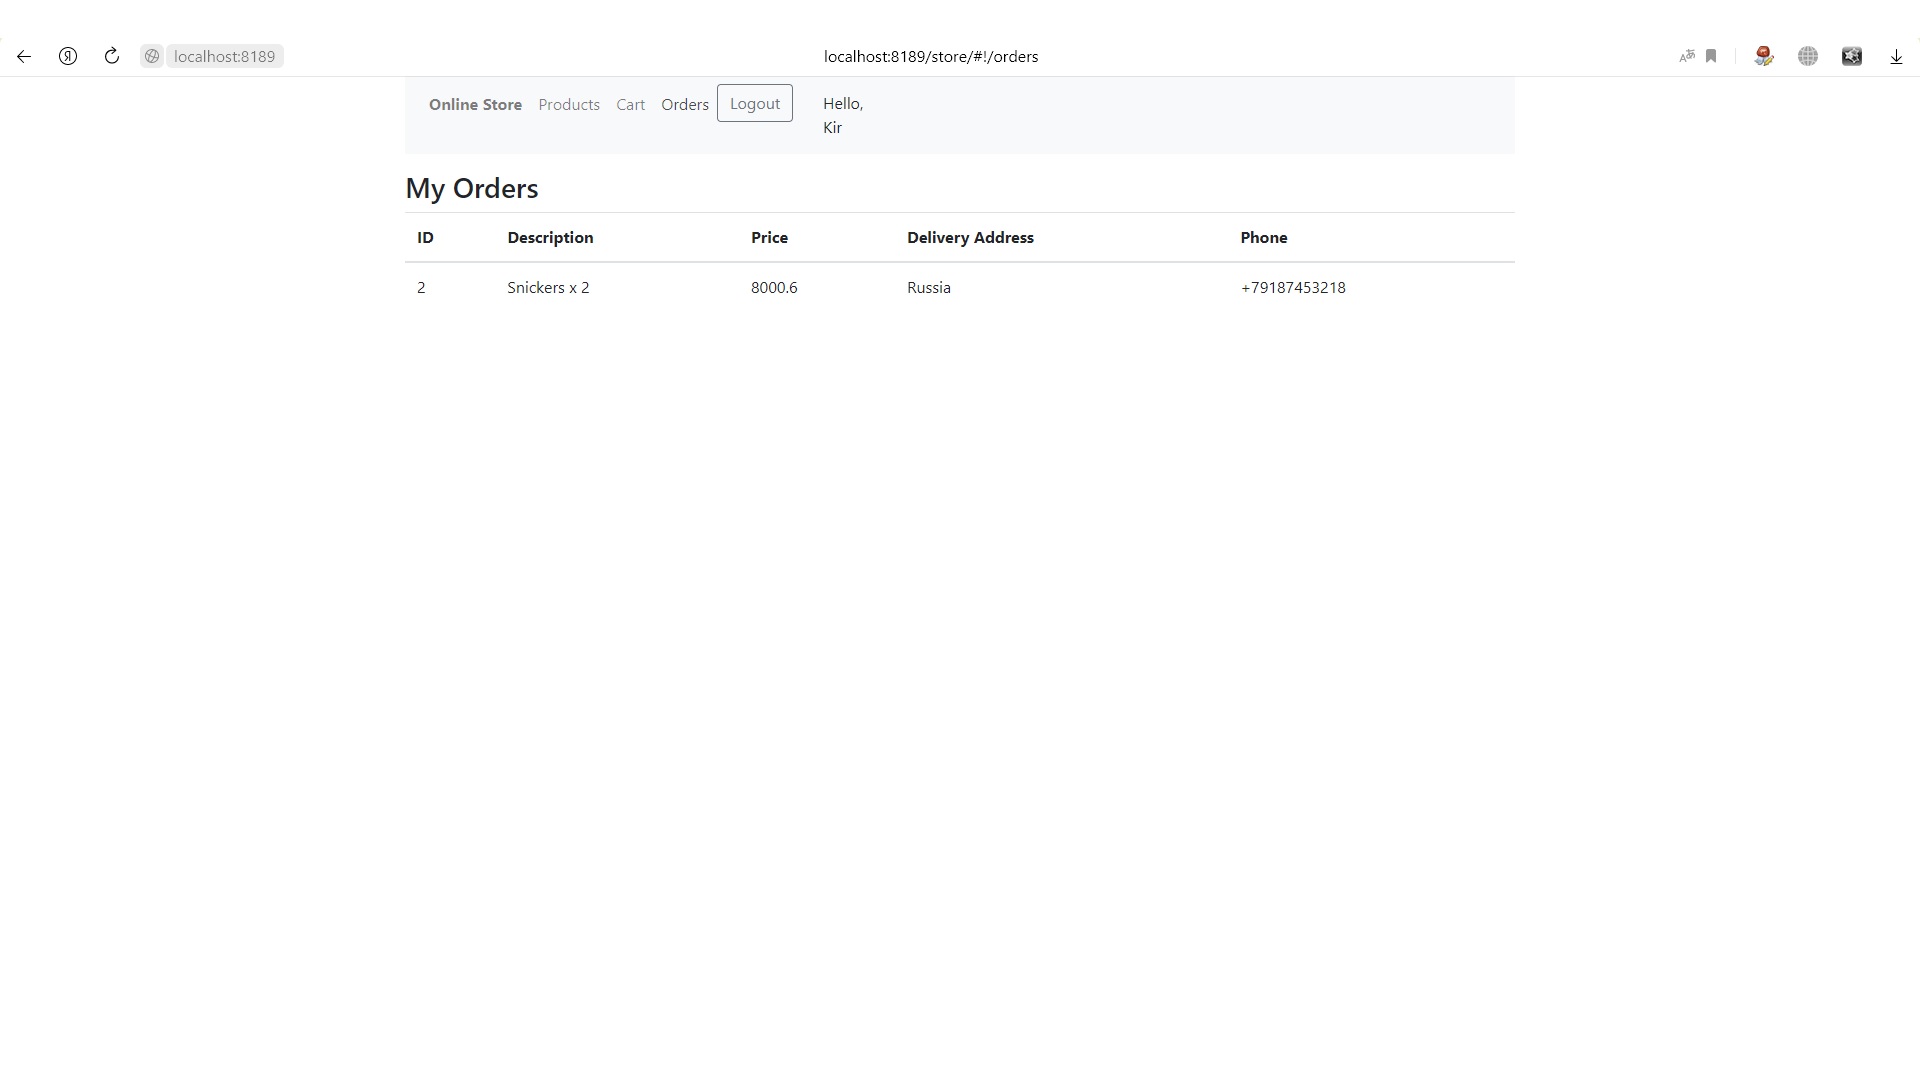 localhost:8189
localhost:8189/store/#!/orders
Online Store Products Cart Orders Logout Hello,
Kir
My Orders
ID Description Price Delivery Address Phone
2 Snickers x 2 8000.6 Russia +79187453218